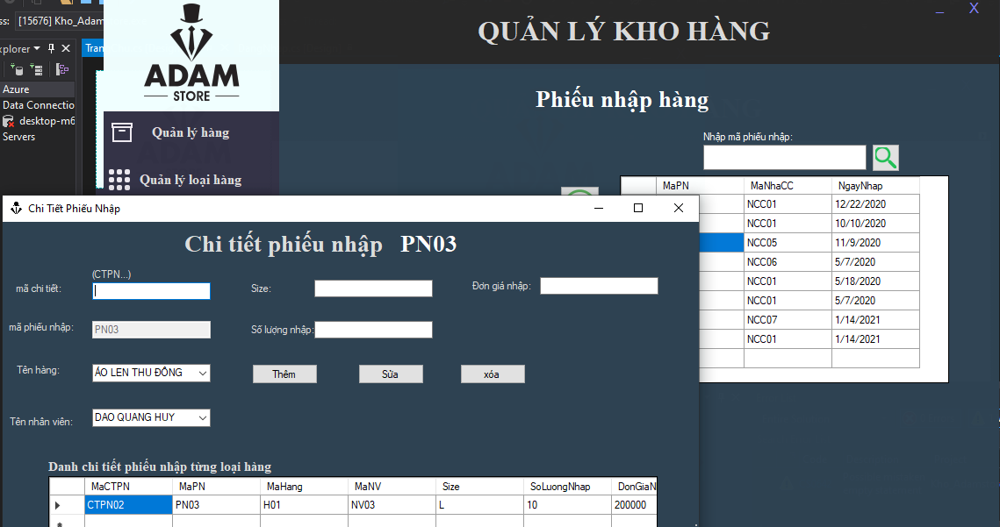 ss: [15676] Kho_Adam
xplorer
Tran
Azure
Data Connectio
desktop-m6
Servers
ADAM
STORE
Quản lý hàng
Quản lý loại hàng
QUẢN LÝ KHO HÀNG
_ X
Phiếu nhập hàng
Nhập mã phiếu nhập:
MaPN MaNhaCC NgayNhap
NCC01 12/22/2020
NCC01 10/10/2020
NCC05 11/9/2020
NCC06 5/7/2020
NCC01 5/18/2020
NCC01 5/7/2020
NCC07 1/14/2021
NCC01 1/14/2021
Chi Tiết Phiếu Nhập
Chi tiết phiếu nhập PN03
(CTPN...)
mã chi tiết: Size: Đơn giá nhập:
mã phiếu nhập: PN03 Số lượng nhập:
Tên hàng: ÁO LEN THU ĐÔNG Thêm Sửa xóa
Tên nhân viên: DAO QUANG HUY
Danh chi tiết phiếu nhập từng loại hàng
MaCTPN MaPN MaHang MaNV Size SoLuongNhap DonGiaN
CTPN02 PN03 H01 NV03 L 10 200000